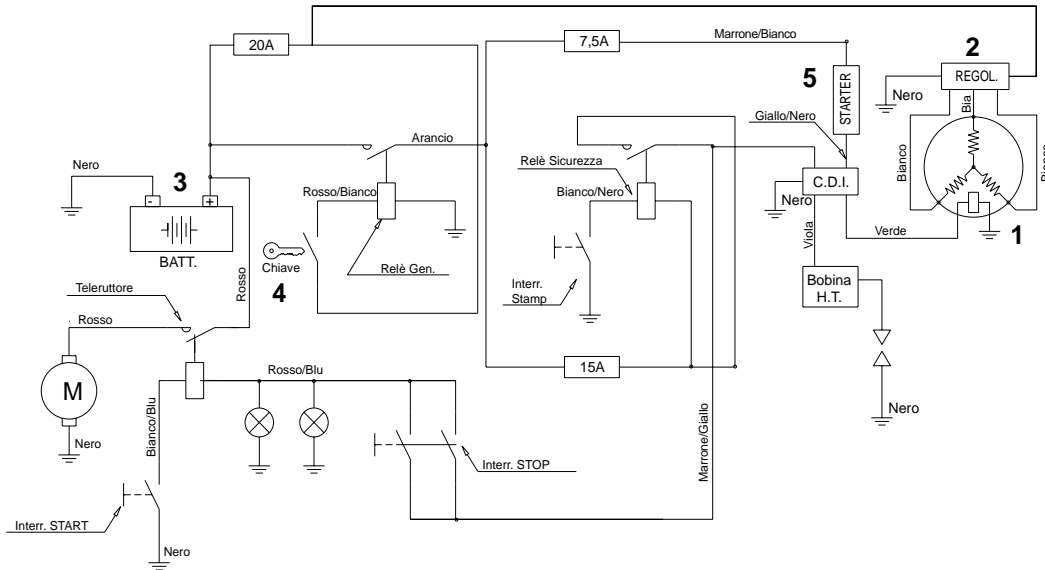 20A
7,5A
Marrone/Bianco
2
REGOL.
5
STARTER
Nero
Bia
Giallo/Nero
Bianco
Bianco
Arancio
Relè Sicurezza
Nero
3
-
+
BATT.
Rosso/Bianco
Bianco/Nero
C.D.I.
Nero
Verde
1
Viola
Chiave
4
Relè Gen.
Interr.
Stamp
Bobina
H.T.
Rosso
Teleruttore
Rosso
15A
M
Rosso/Blu
Nero
Nero
Bianco/Blu
Marrone/Giallo
Interr. STOP
Interr. START
Nero